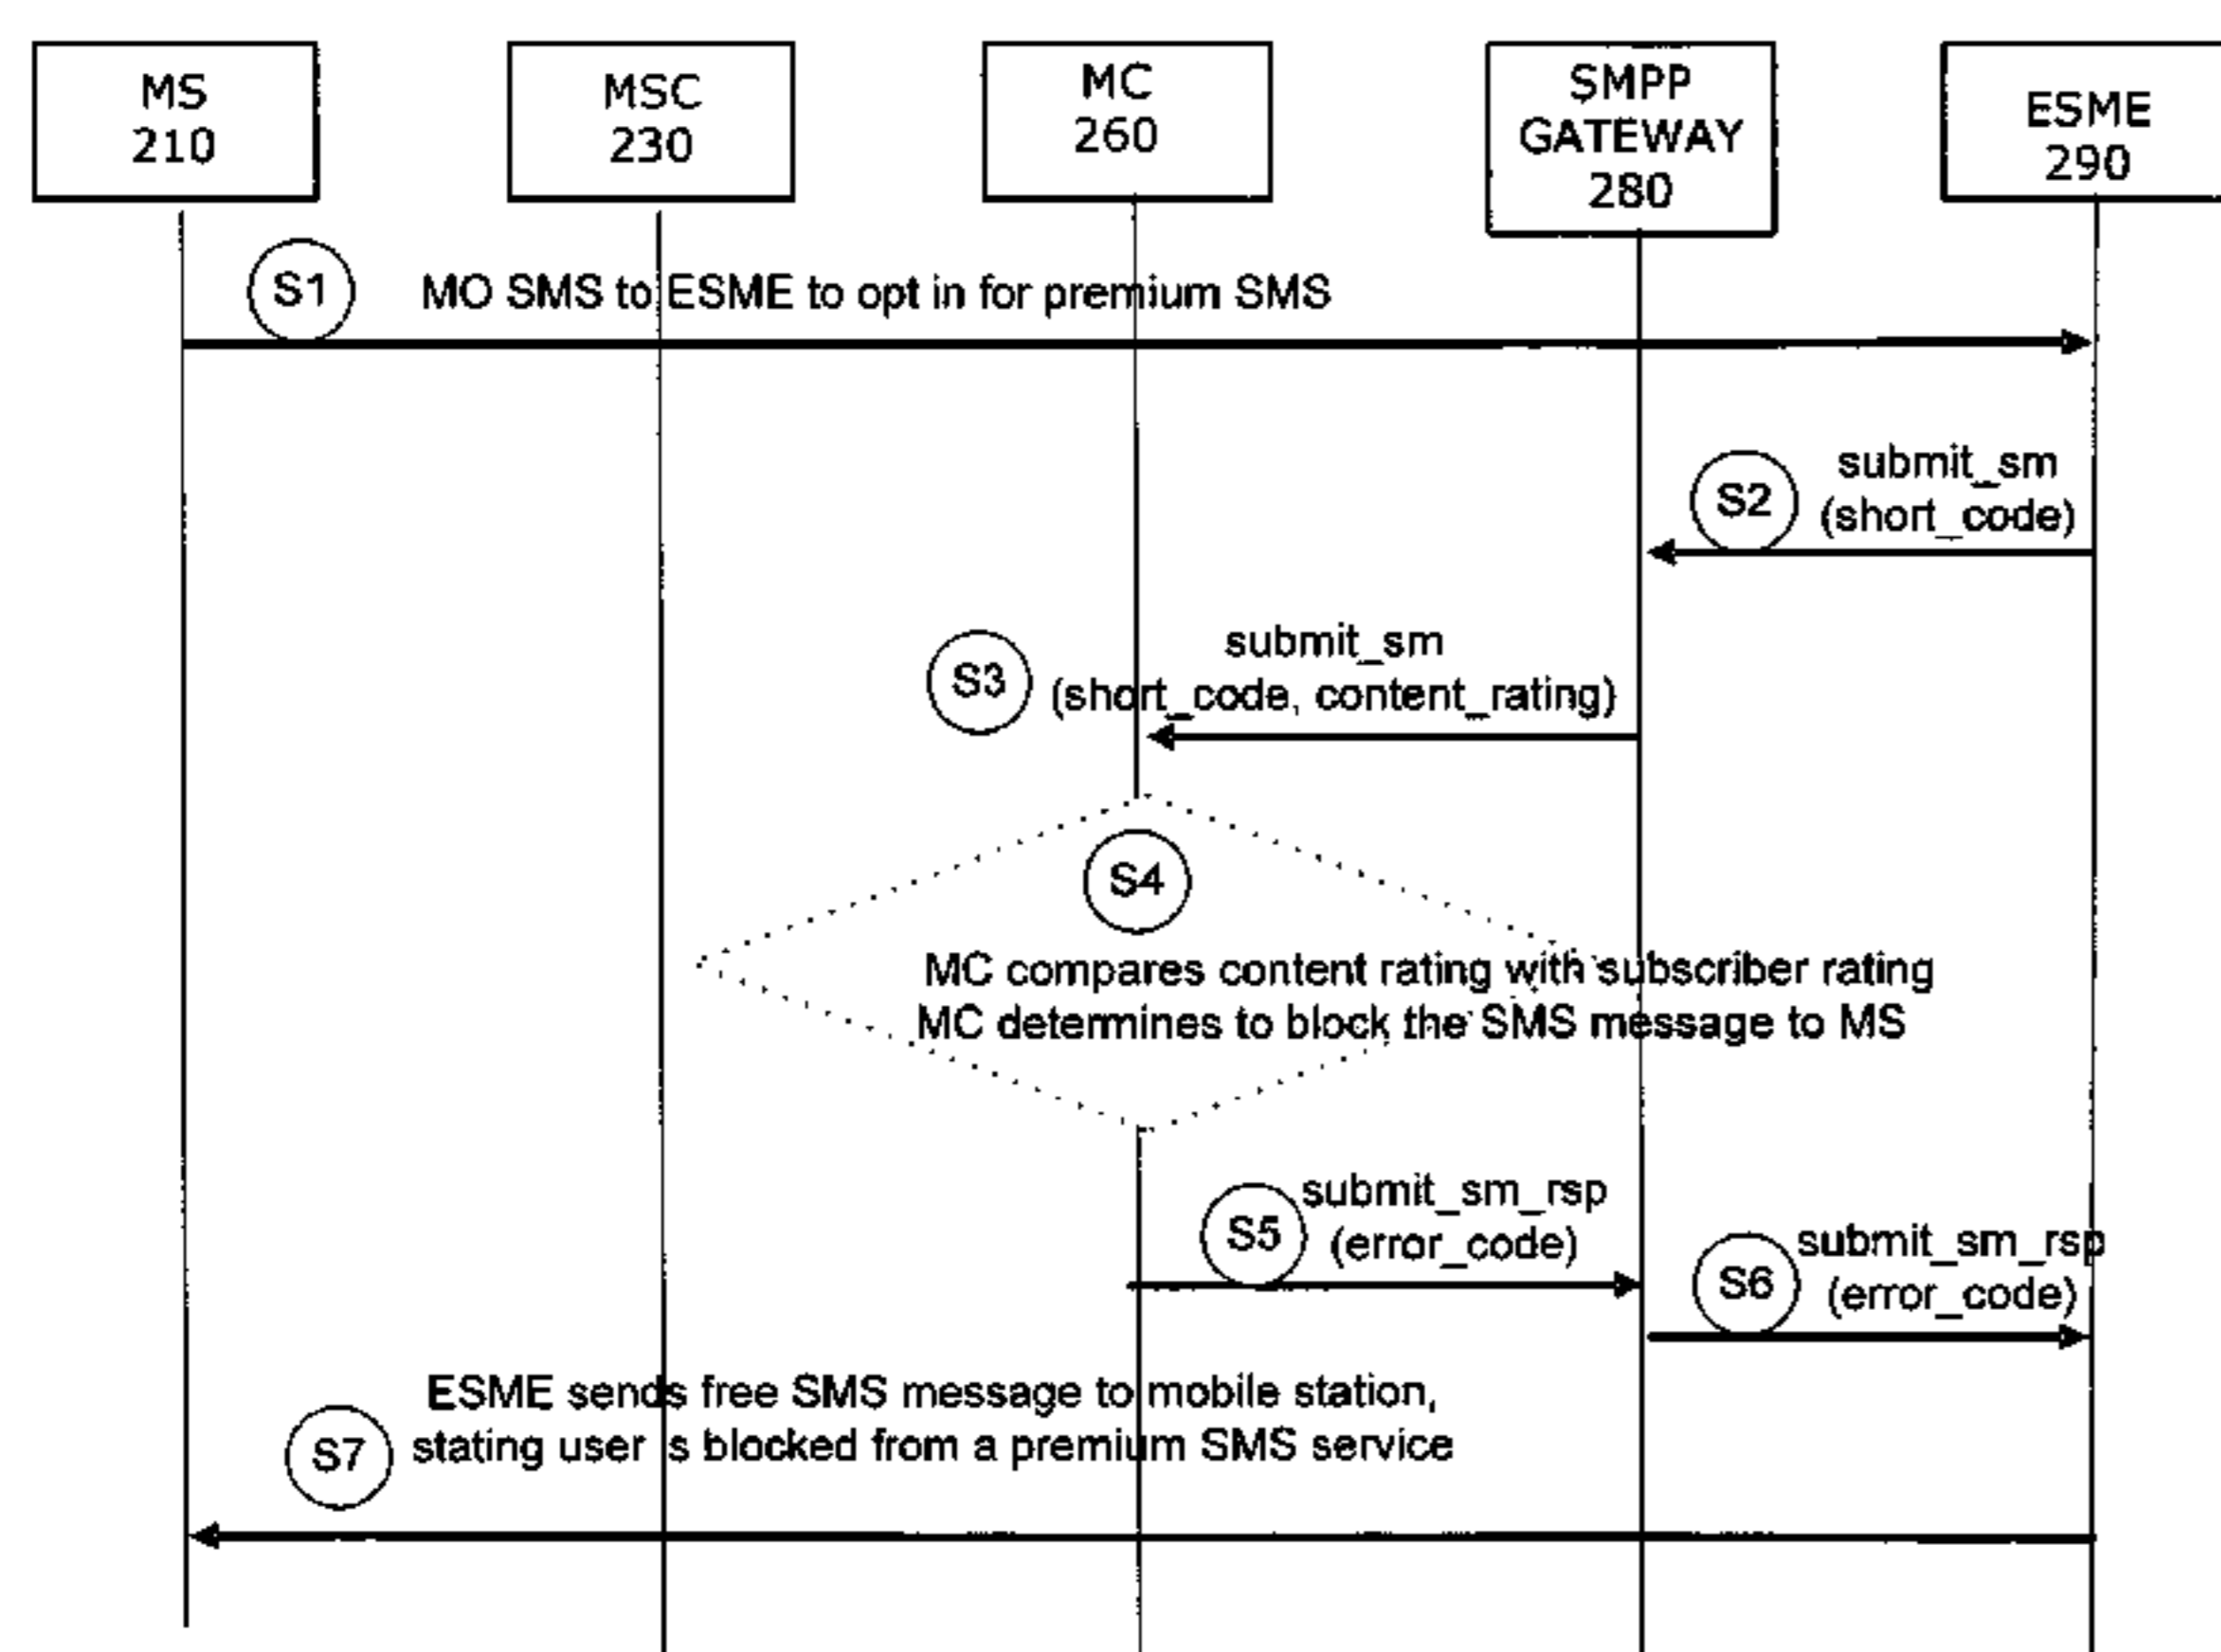 MS
210
MSC
230
MC
260
SMPP
GATEWAY
280
ESME
290
S1
MO SMS to ESME to opt in for premium SMS
S2
submit_sm
(short_code)
S3
submit_sm
(short_code, content_rating)
S4
MC compares content rating with subscriber rating
MC determines to block the SMS message to MS
S5
submit_sm_rsp
(error_code)
S6
submit_sm_rsp
(error_code)
S7
ESME sends free SMS message to mobile station,
stating user is blocked from a premium SMS service